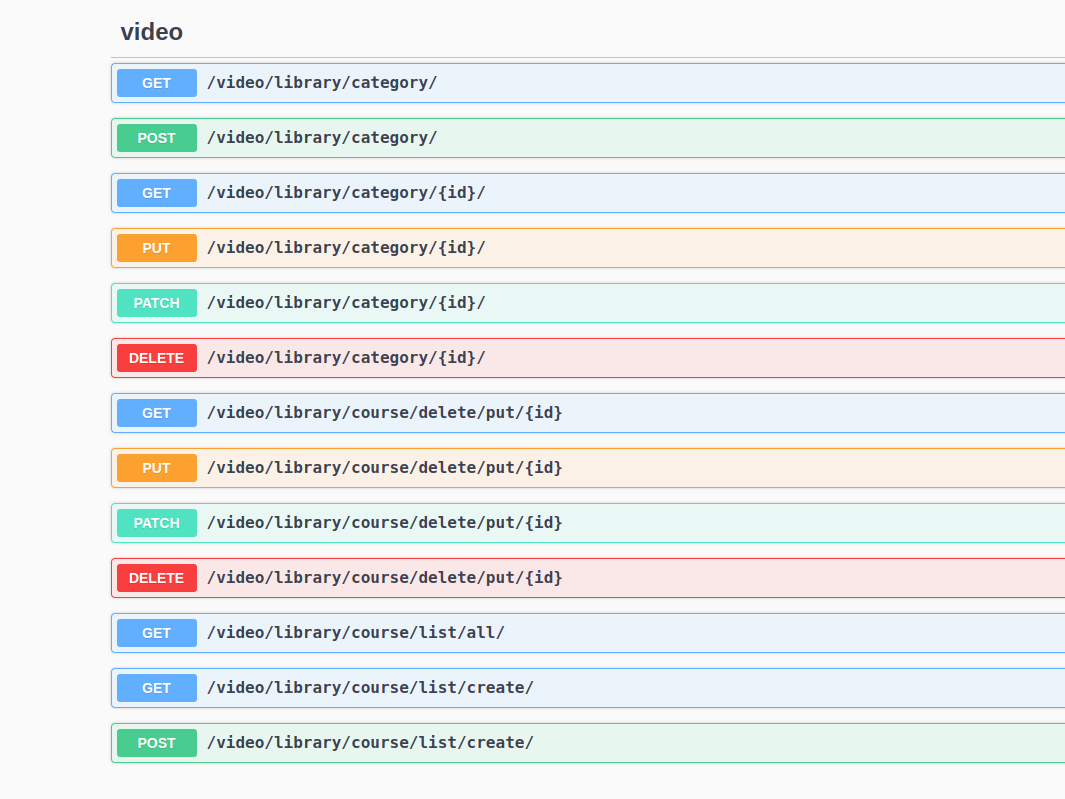 video
GET /video/library/category/
POST /video/library/category/
GET /video/library/category/{id}/
PUT /video/library/category/{id}/
PATCH /video/library/category/{id}/
DELETE /video/library/category/{id}/
GET /video/library/course/delete/put/{id}
PUT /video/library/course/delete/put/{id}
PATCH /video/library/course/delete/put/{id}
DELETE /video/library/course/delete/put/{id}
GET /video/library/course/list/all/
GET /video/library/course/list/create/
POST /video/library/course/list/create/